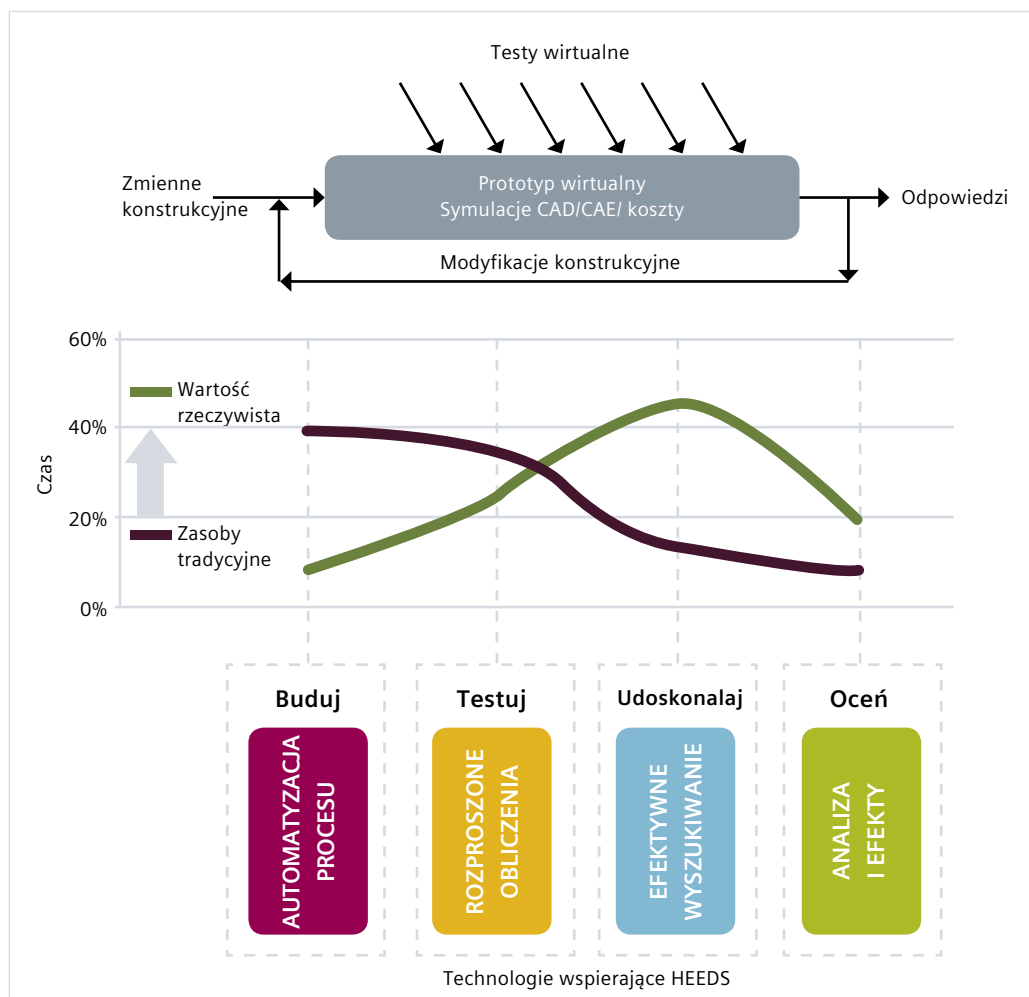 Testy wirtualne
Zmienne
konstrukcyjne
Prototyp wirtualny
Symulacje CAD/CAE/ koszty
Odpowiedzi
Modyfikacje konstrukcyjne
60%
Wartość
rzeczywista
40%
Czas
20%
Zasoby
tradycyjne
0%
Buduj
AUTOMATYZACJA
PROCESU
Testuj
ROZPROSZONE
OBLICZENIA
Udoskonalaj
EFEKTYWNE
WYSZUKIWANIE
Oceń
ANALIZA
I EFEKTY
Technologie wspierające HEEDS